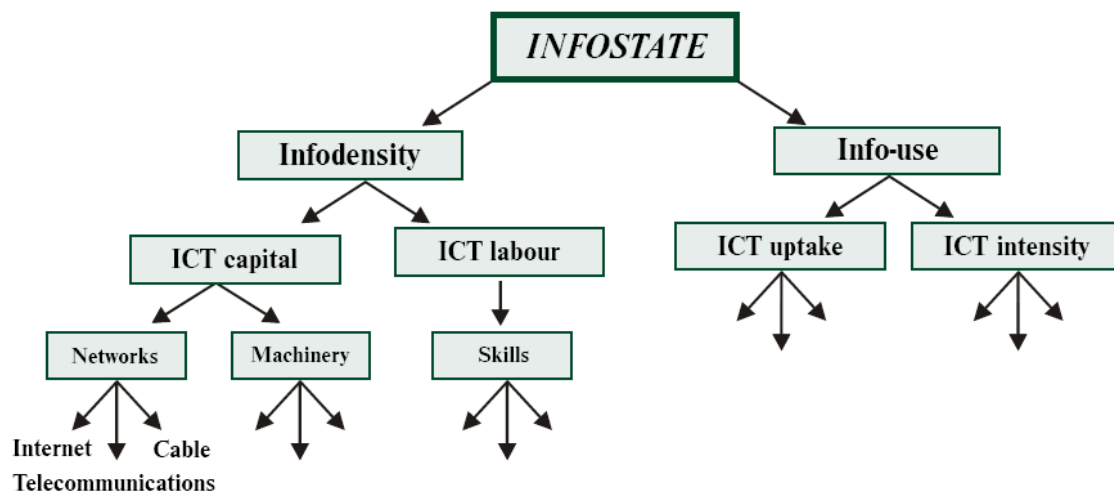 INFOSTATE
Infodensity
Info-use
ICT capital
ICT labour
ICT uptake
ICT intensity
Networks
Machinery
Skills
Internet
Cable
Telecommunications